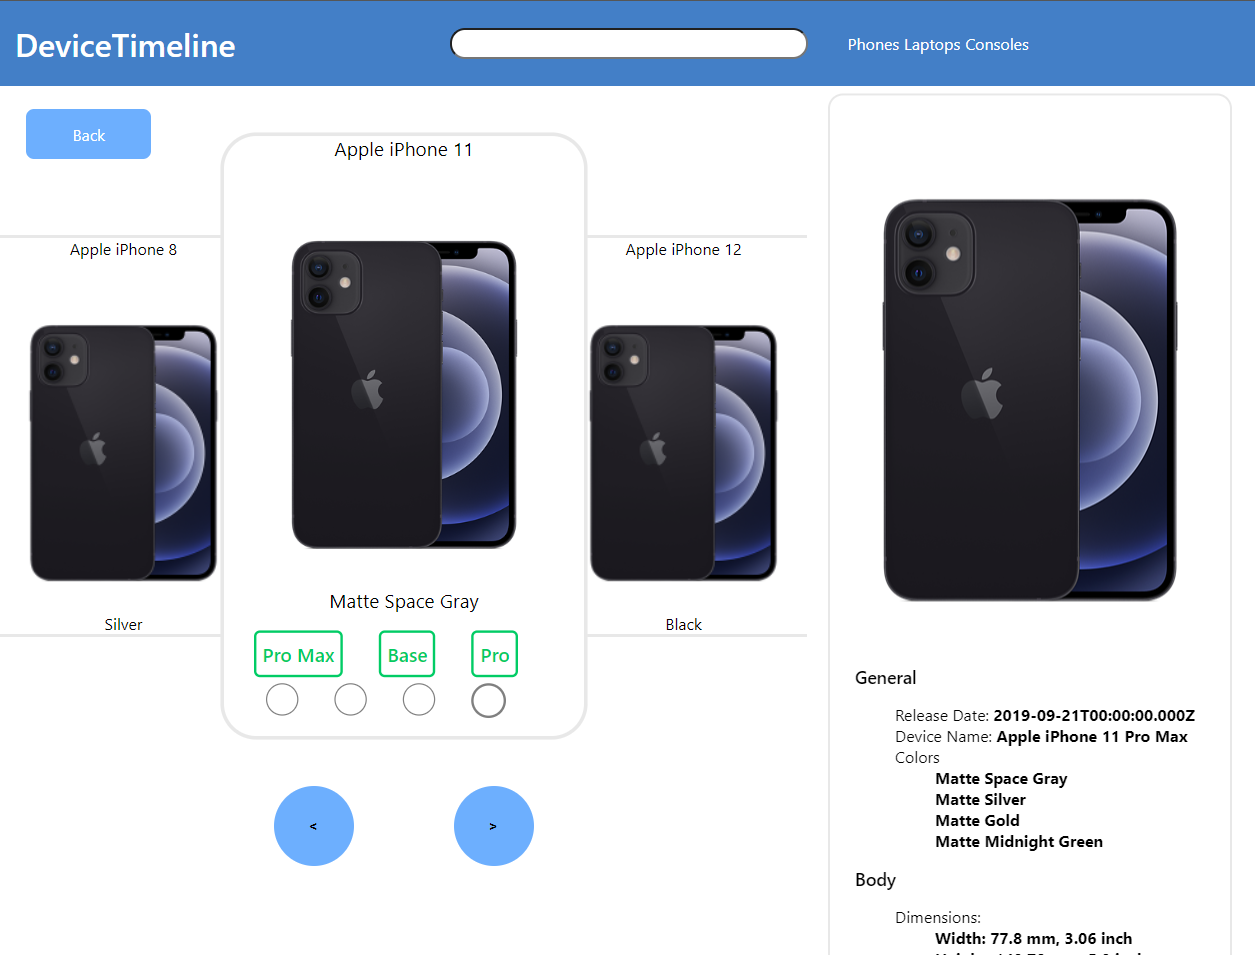 DeviceTimeline
Phones Laptops Consoles
Back
Apple iPhone 11
Apple iPhone 8
Apple iPhone 12
Matte Space Gray
Silver
Black
Pro Max
Base
Pro
<
>
General
Release Date: 2019-09-21T00:00:00.000Z
Device Name: Apple iPhone 11 Pro Max
Colors
Matte Space Gray
Matte Silver
Matte Gold
Matte Midnight Green
Body
Dimensions:
Width: 77.8 mm, 3.06 inch